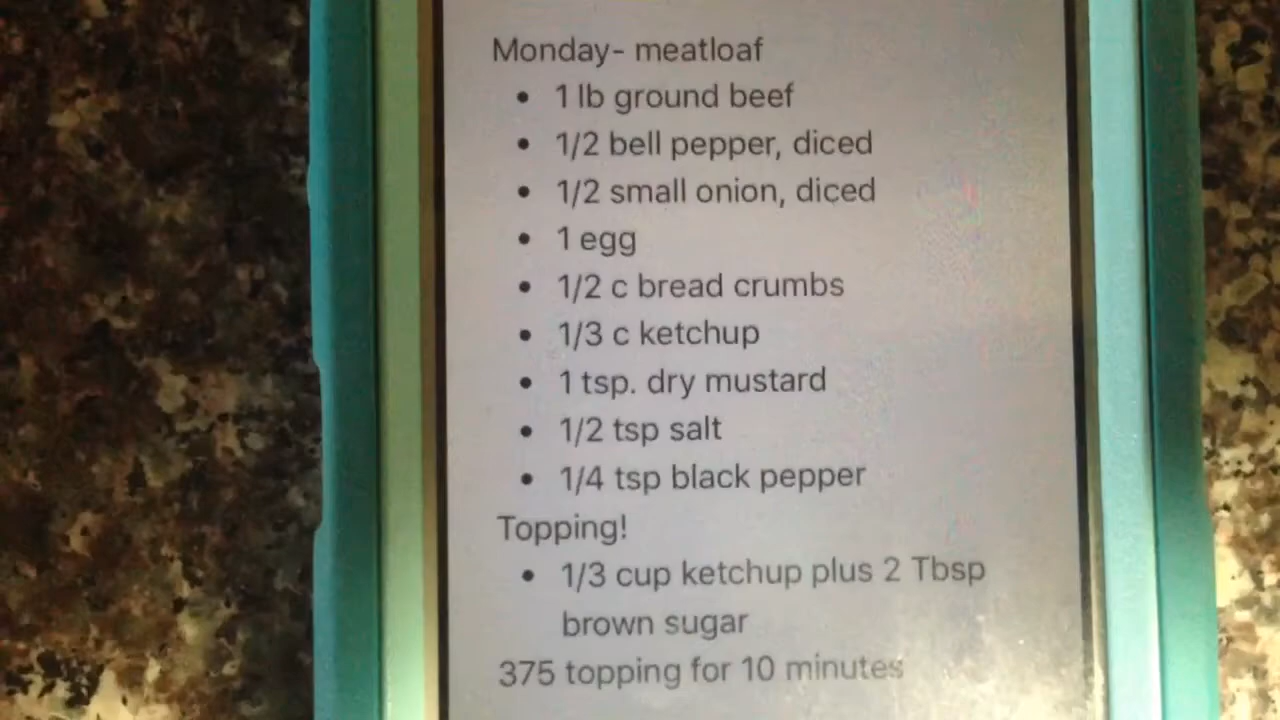 Monday- meatloaf
• 1 lb ground beef
• 1/2 bell pepper, diced
• 1/2 small onion, diced
• 1 egg
• 1/2 c bread crumbs
• 1/3 c ketchup
• 1 tsp. dry mustard
• 1/2 tsp salt
• 1/4 tsp black pepper
Topping!
• 1/3 cup ketchup plus 2 Tbsp
brown sugar
375 topping for 10 minutes